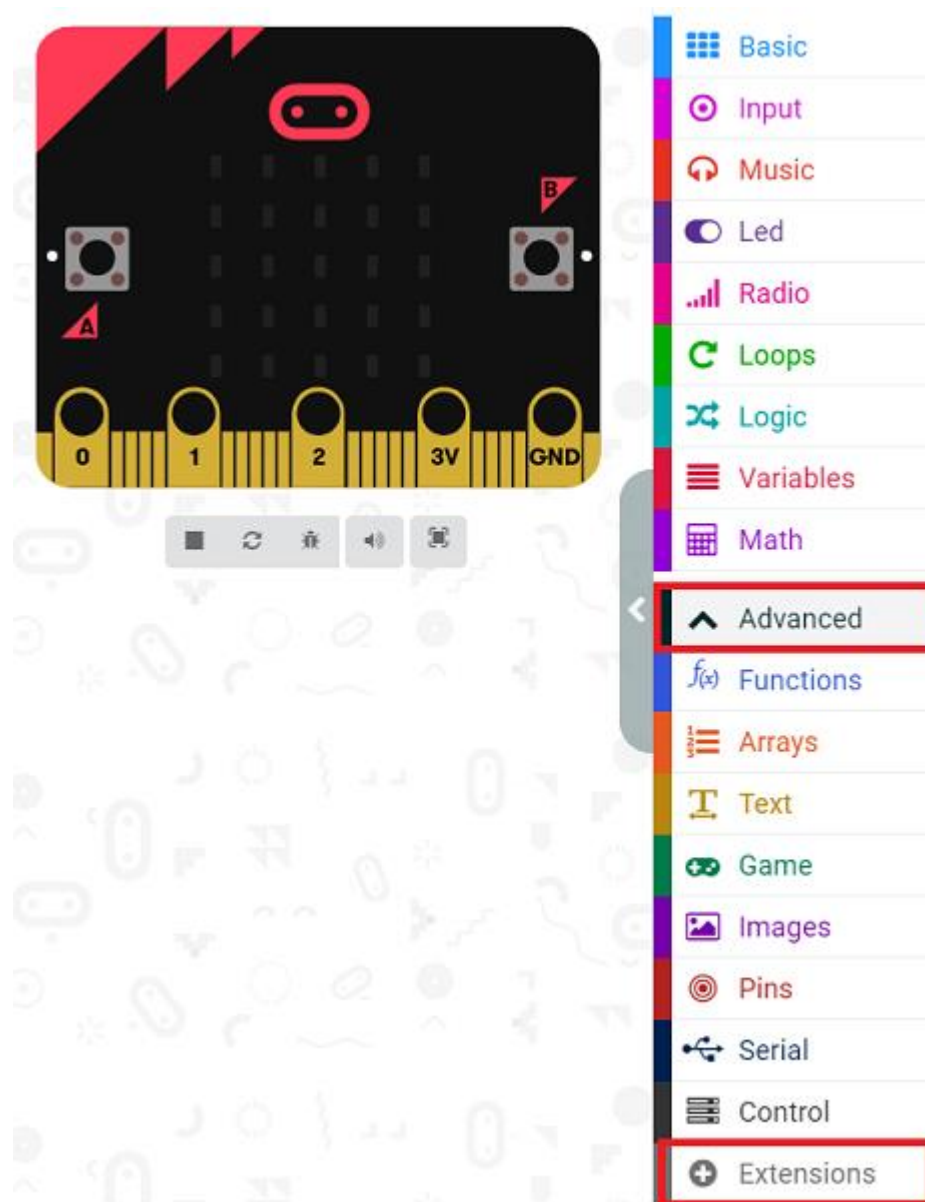 B
A
0 1 2 3V GND
Basic
Input
Music
Led
Radio
Loops
Logic
Variables
Math
Advanced
f(x) Functions
Arrays
Text
Game
Images
Pins
Serial
Control
Extensions